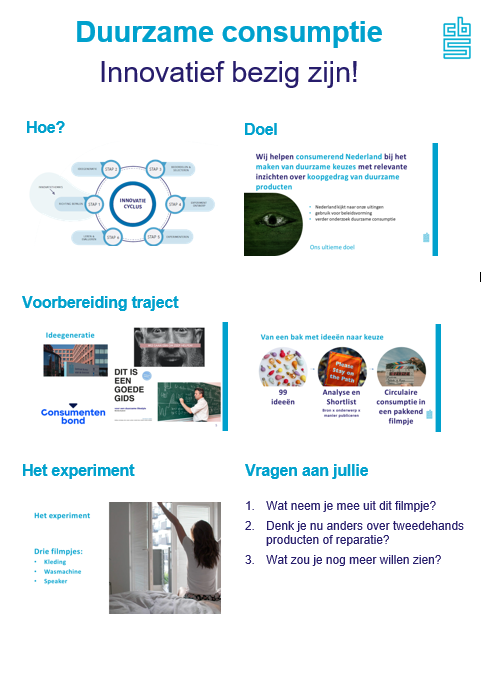 Duurzame consumptie
cbs
Innovatief bezig zijn!
Hoe?
STAP 2
STAP 3
STAP 1
INNOVATIE
CYCLUS
STAP 4
STAP 6
STAP 5
Doel
Wij helpen consumerend Nederland bij het
maken van duurzame keuzes met relevante
inzichten over koopgedrag van duurzame
producten
• Nederland kijkt naar onze uitingen
• gebruik voor beleidsvorming
• verder onderzoek duurzame consumptie
Ons ultieme doel
Voorbereiding traject
Ideegeneratie
DIT IS
EEN
GOEDE
GIDS
Consumenten
bond
Van een bak met ideeën naar keuze
Please
Stay on
the Path
99
ideeën
Analyse en
Shortlist
Bron x onderwerp x
manier publiceren
Circulaire
consumptie in
een pakkend
filmpje
Het experiment
Het experiment
Drie filmpjes:
• Kleding
• Wasmachine
• Speaker
Vragen aan jullie
1. Wat neem je mee uit dit filmpje?
2. Denk je nu anders over tweedehands
producten of reparatie?
3. Wat zou je nog meer willen zien?